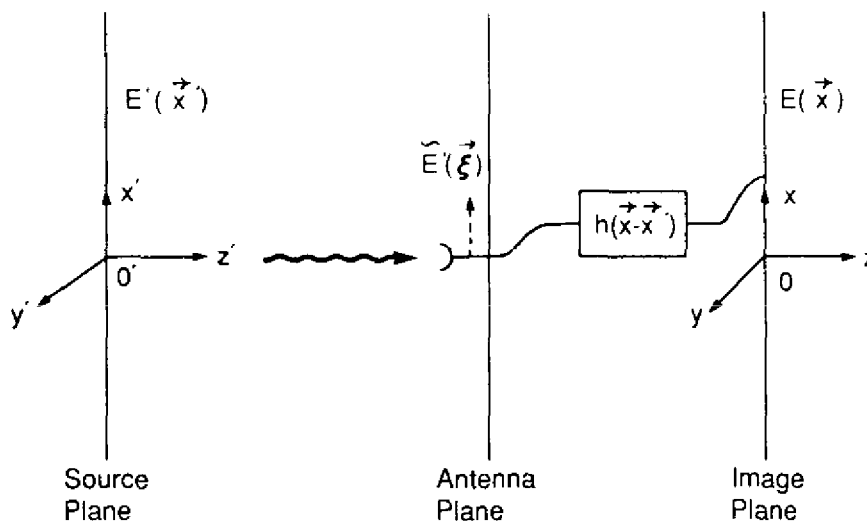 E´(x⃗´)
E(x⃗)
Ẽ´(ξ⃗)
x´
h(x⃗-x⃗´)
x
z´
z
0´
0
y´
y
Source
Plane
Antenna
Plane
Image
Plane